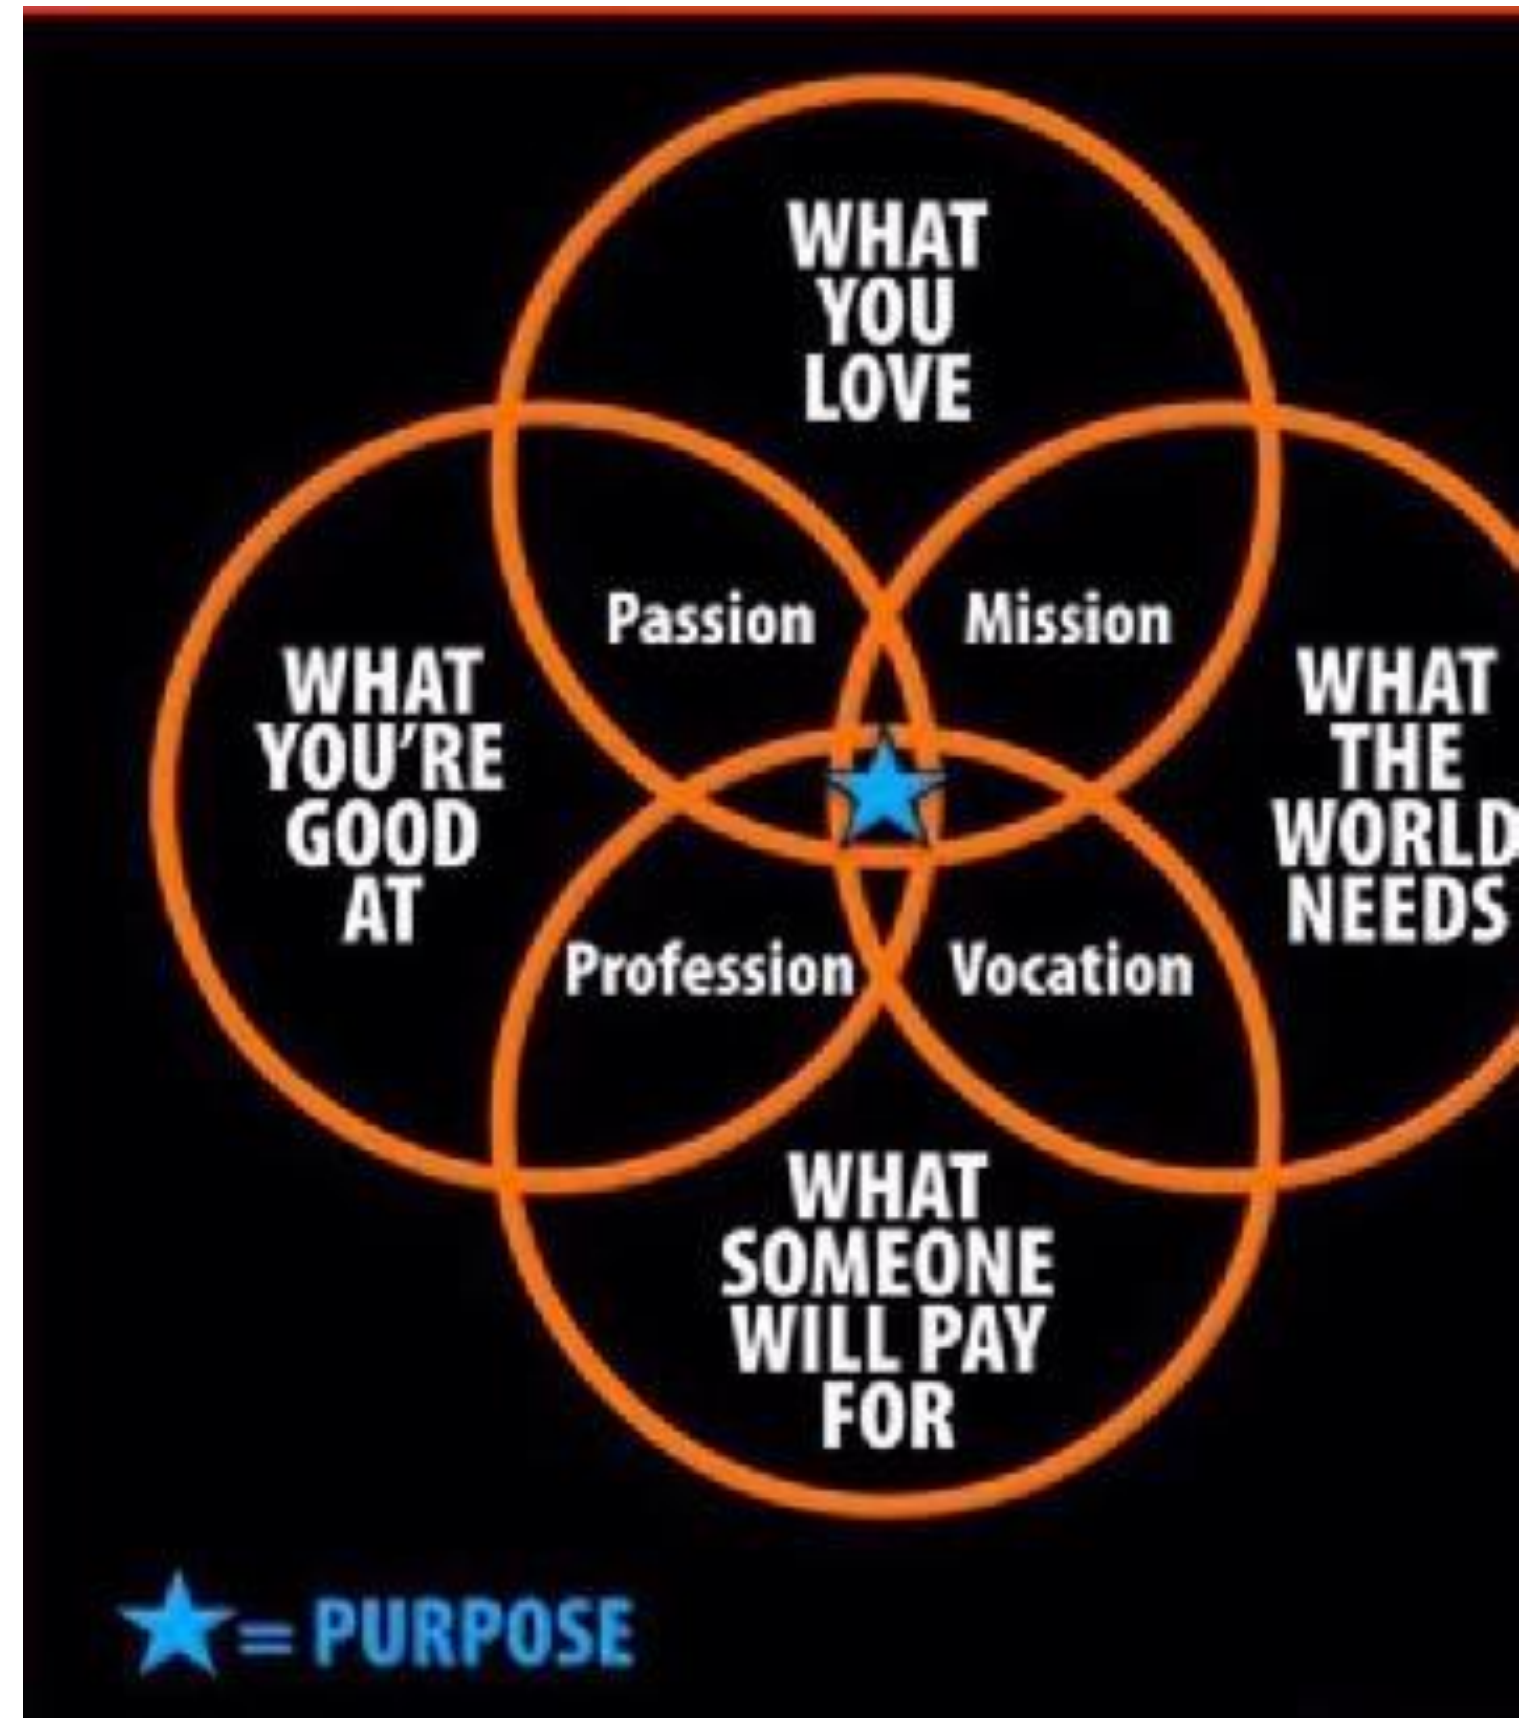 WHAT
YOU
LOVE
Passion
Mission
WHAT
YOU'RE
GOOD
AT
WHAT
THE
WORLD
NEEDS
Profession
Vocation
WHAT
SOMEONE
WILL PAY
FOR
= PURPOSE